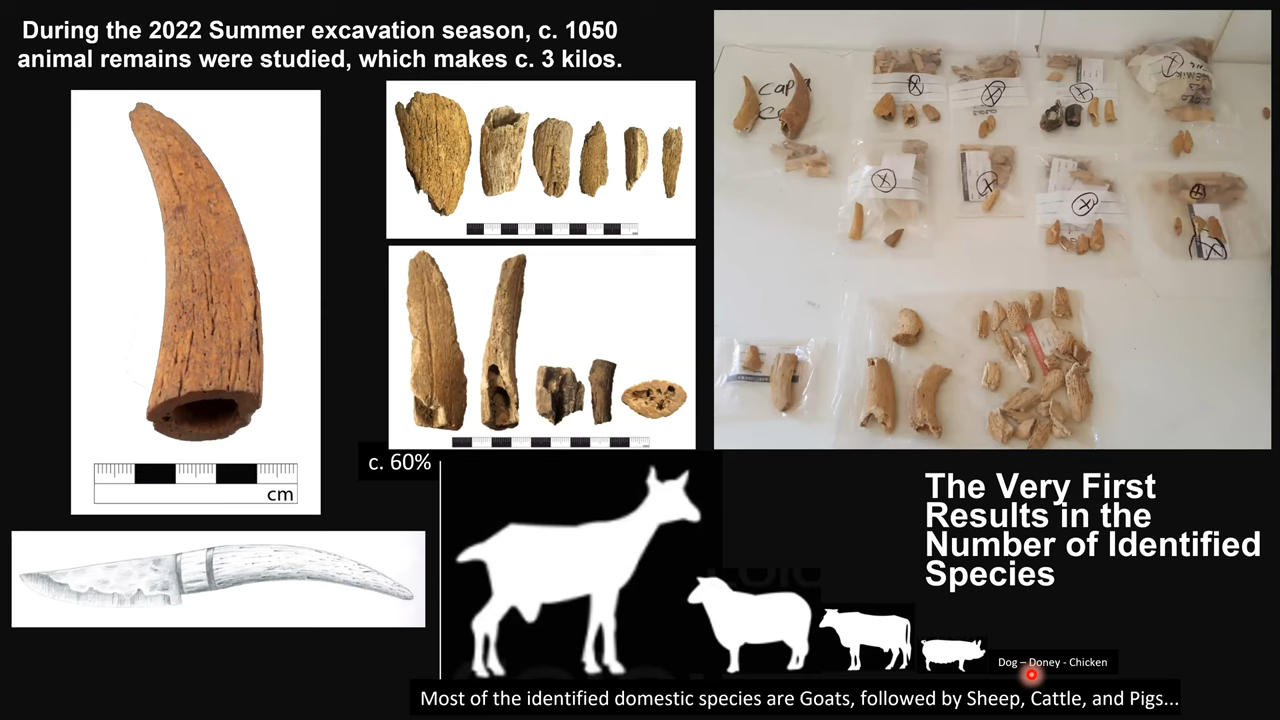 During the 2022 Summer excavation season, c. 1050
animal remains were studied, which makes c. 3 kilos.
cm
c. 60%
The Very First
Results in the
Number of Identified
Species
Dog – Doney - Chicken
Most of the identified domestic species are Goats, followed by Sheep, Cattle, and Pigs...